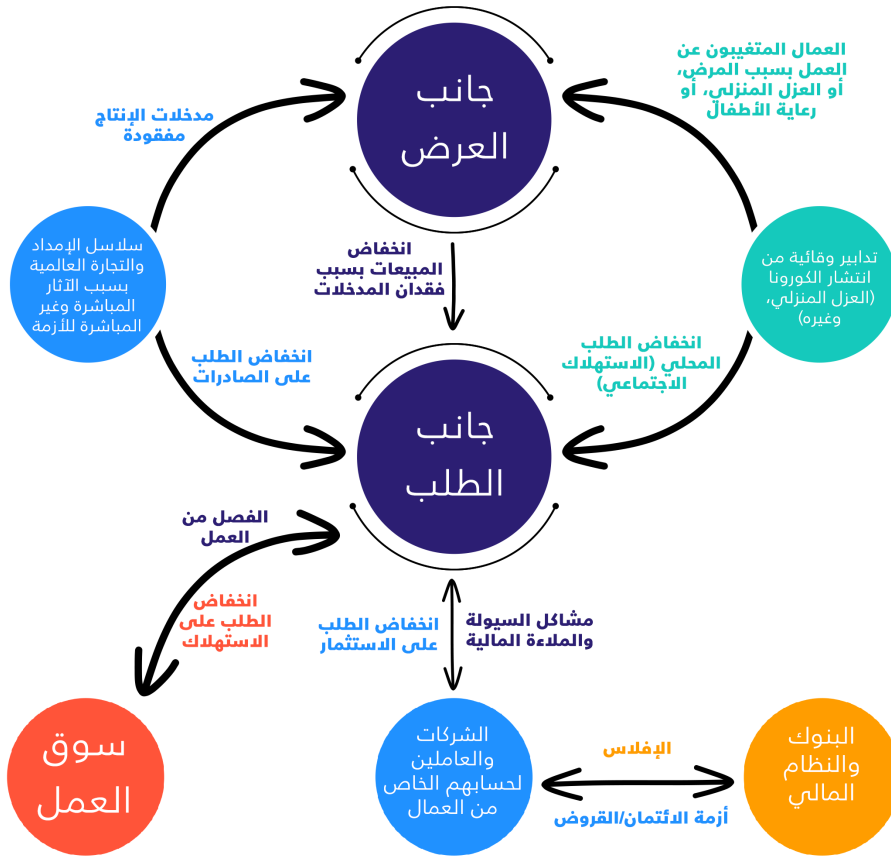 جانب
العرض
العمال المتغيبون عن
العمل بسبب المرض،
أو العزل المنزلي، أو
رعاية الأطفال
مدخلات الإنتاج
مفقودة
سلاسل الإمداد
والتجارة العالمية
بسبب الآثار
المباشرة وغير
المباشرة للأزمة
تدابير وقائية من
انتشار الكورونا
(العزل المنزلي،
وغيره)
انخفاض
المبيعات بسبب
فقدان المدخلات
انخفاض الطلب
المحلي (الاستهلاك
الاجتماعي)
انخفاض الطلب
على الصادرات
جانب
الطلب
الفصل من
العمل
انخفاض
الطلب على
الاستهلاك
مشاكل السيولة
والملاءة المالية
انخفاض الطلب
على الاستثمار
سوق
العمل
الشركات
والعاملين
لحسابهم الخاص
من العمال
الإفلاس
أزمة الائتمان/القروض
البنوك
والنظام
المالي